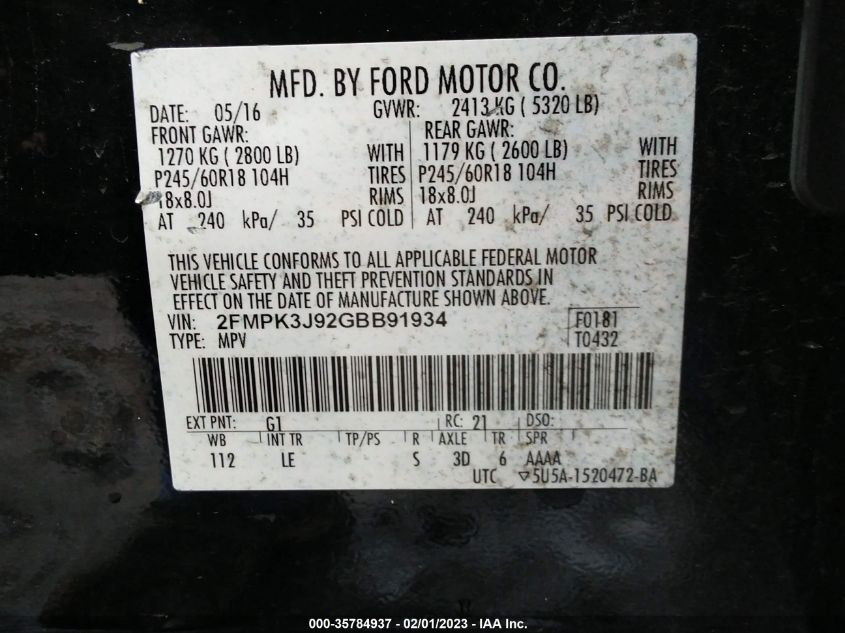 MFD. BY FORD MOTOR CO.
DATE: 05/16 GVWR: 2413 KG ( 5320 LB)
FRONT GAWR: REAR GAWR:
1270 KG ( 2800 LB) WITH 1179 KG ( 2600 LB) WITH
P245/60R18 104H TIRES P245/60R18 104H TIRES
18x8.0J RIMS 18x8.0J RIMS
AT 240 kPa/ 35 PSI COLD AT 240 kPa/ 35 PSI COLD
THIS VEHICLE CONFORMS TO ALL APPLICABLE FEDERAL MOTOR
VEHICLE SAFETY AND THEFT PREVENTION STANDARDS IN
EFFECT ON THE DATE OF MANUFACTURE SHOWN ABOVE.
VIN: 2FMPK3J92GBB91934 F0181
TYPE: MPV T0432
EXT PNT: G1 RC: 21 DSO:
WB INT TR TP/PS R AXLE TR SPR
112 LE S 3D 6 AAAA
UTC ▽5U5A-1520472-BA
000-35784937 - 02/01/2023 - IAA Inc.